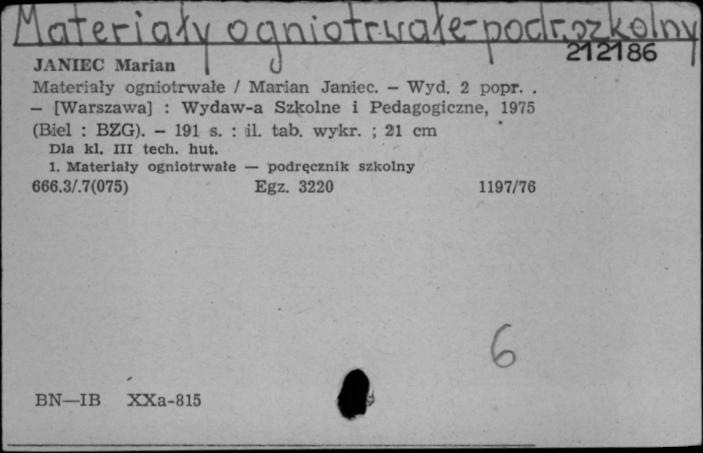 Materiały ogniotrwałe-podr.szkolny
212186
JANIEC Marian
Materiały ogniotrwałe / Marian Janiec. – Wyd. 2 popr. .
– [Warszawa] : Wydaw-a Szkolne i Pedagogiczne, 1975
(Biel : BZG). – 191 s. : il. tab. wykr. ; 21 cm
Dla kl. III tech. hut.
1. Materiały ogniotrwałe — podręcznik szkolny
666.3/.7(075) Egz. 3220 1197/76
6
BN—IB XXa-815